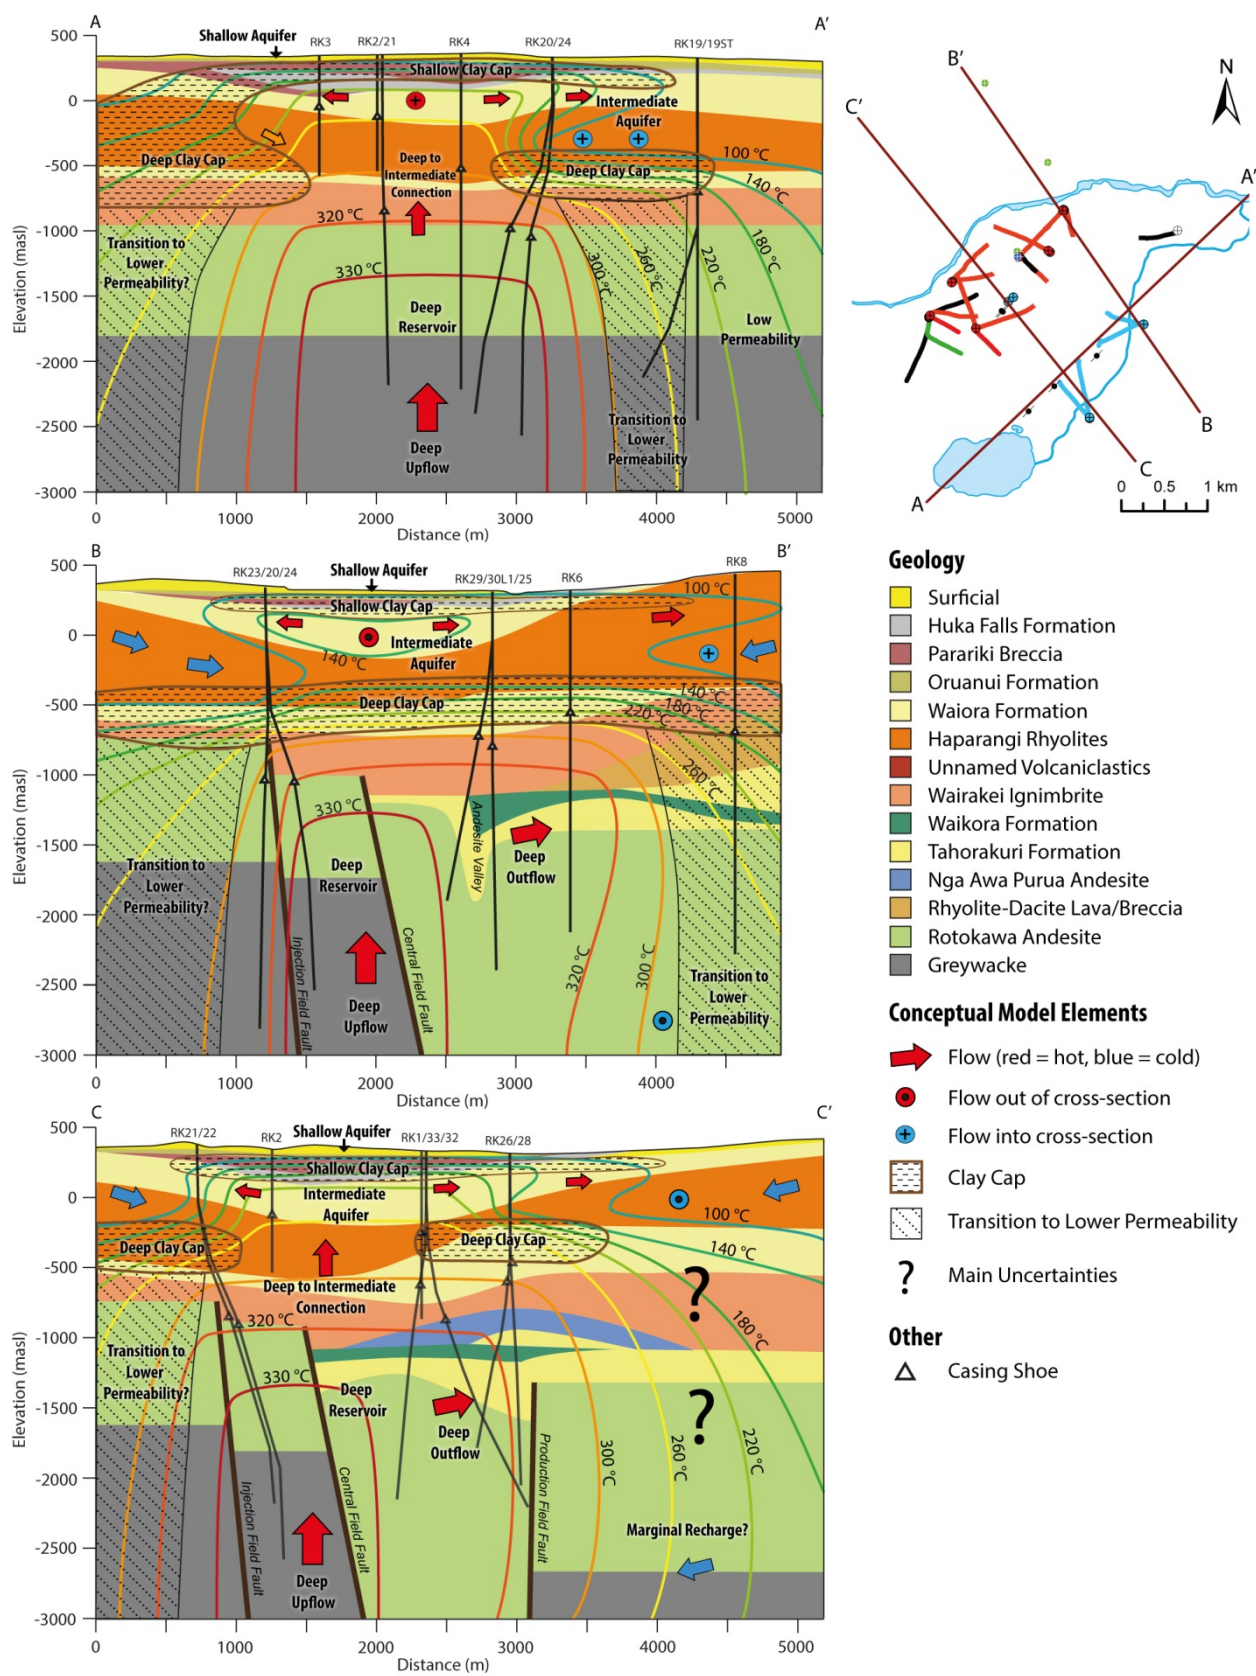 A
A'
500
0
-500
-1000
-1500
-2000
-2500
-3000
Elevation (masl)
Shallow Aquifer
RK3
RK2/21
RK4
RK20/24
RK19/19ST
Shallow Clay Cap
Intermediate
Aquifer
Deep Clay Cap
Deep to
Intermediate
Connection
Deep Clay Cap
100 °C
140 °C
180 °C
220 °C
260 °C
300 °C
320 °C
330 °C
Transition to
Lower
Permeability?
Deep
Reservoir
Low
Permeability
Deep
Upflow
Transition to
Lower
Permeability
0
1000
2000
3000
4000
5000
Distance (m)
B'
C'
A'
N
B
C
A
0
0.5
1 km
B
B'
500
0
-500
-1000
-1500
-2000
-2500
-3000
Elevation (masl)
RK23/20/24
Shallow Aquifer
RK29/30L1/25
RK6
RK8
100 °C
Shallow Clay Cap
Intermediate
Aquifer
140 °C
Deep Clay Cap
140 °C
180 °C
220 °C
260 °C
330 °C
Andesite Valley
Deep
Outflow
Deep
Reservoir
Transition to
Lower
Permeability?
Injection Field Fault
Central Field Fault
320 °C
300 °C
Deep
Upflow
Transition to
Lower
Permeability
0
1000
2000
3000
4000
Distance (m)
C
C'
500
0
-500
-1000
-1500
-2000
-2500
-3000
Elevation (masl)
RK21/22
RK2
Shallow Aquifer
RK1/33/32
RK26/28
Shallow Clay Cap
Intermediate
Aquifer
100 °C
Deep Clay Cap
Deep Clay Cap
140 °C
Deep to Intermediate
Connection
?
320 °C
180 °C
Transition to
Lower
Permeability?
330 °C
Deep
Reservoir
Deep
Outflow
?
300 °C
260 °C
220 °C
Injection Field Fault
Central Field Fault
Production Field Fault
Marginal Recharge?
Deep
Upflow
0
1000
2000
3000
4000
5000
Distance (m)
Geology
Surficial
Huka Falls Formation
Parariki Breccia
Oruanui Formation
Waiora Formation
Haparangi Rhyolites
Unnamed Volcaniclastics
Wairakei Ignimbrite
Waikora Formation
Tahorakuri Formation
Nga Awa Purua Andesite
Rhyolite-Dacite Lava/Breccia
Rotokawa Andesite
Greywacke
Conceptual Model Elements
Flow (red = hot, blue = cold)
Flow out of cross-section
Flow into cross-section
Clay Cap
Transition to Lower Permeability
? Main Uncertainties
Other
Casing Shoe